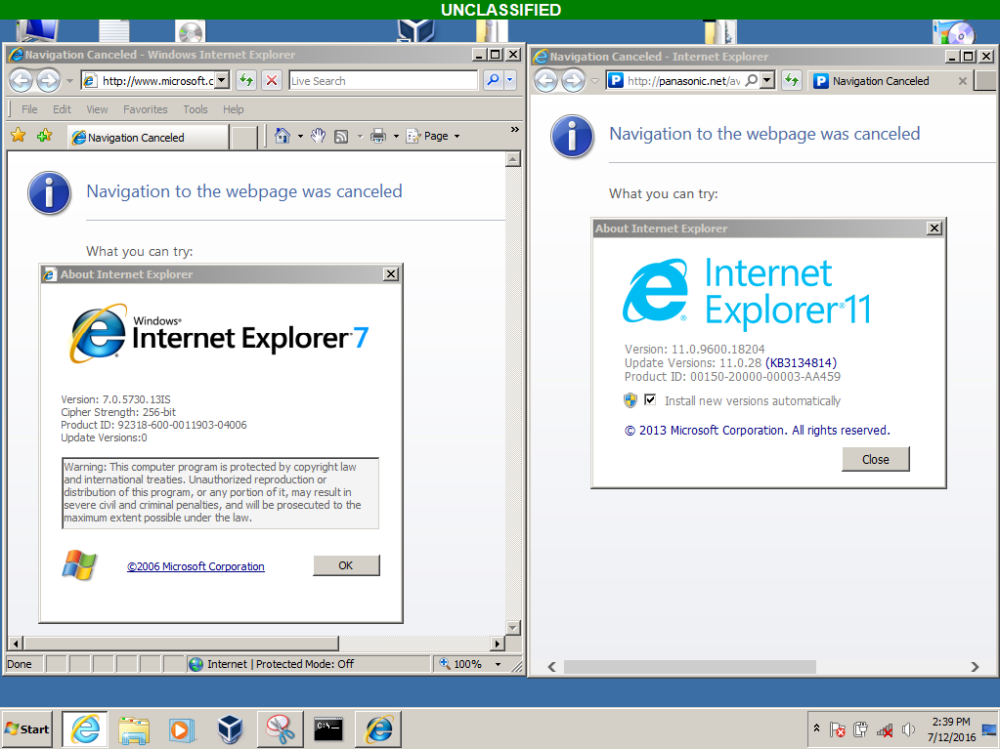 UNCLASSIFIED
Navigation Canceled - Windows Internet Explorer
http://www.microsoft.c
Live Search
File Edit View Favorites Tools Help
Navigation Canceled
Page
»
Navigation to the webpage was canceled
What you can try:
About Internet Explorer
Windows®
Internet Explorer 7
Version: 7.0.5730.13IS
Cipher Strength: 256-bit
Product ID: 92318-600-0011903-04006
Update Versions:0
Warning: This computer program is protected by copyright law
and international treaties. Unauthorized reproduction or
distribution of this program, or any portion of it, may result in
severe civil and criminal penalties, and will be prosecuted to the
maximum extent possible under the law.
©2006 Microsoft Corporation
OK
Done
Internet | Protected Mode: Off
100%
Navigation Canceled - Internet Explorer
http://panasonic.net/av
P Navigation Canceled
Navigation to the webpage was canceled
What you can try:
About Internet Explorer
Internet
Explorer®11
Version: 11.0.9600.18204
Update Versions: 11.0.28 (KB3134814)
Product ID: 00150-20000-00003-AA459
Install new versions automatically
© 2013 Microsoft Corporation. All rights reserved.
Close
Start
C:\_
2:39 PM
7/12/2016